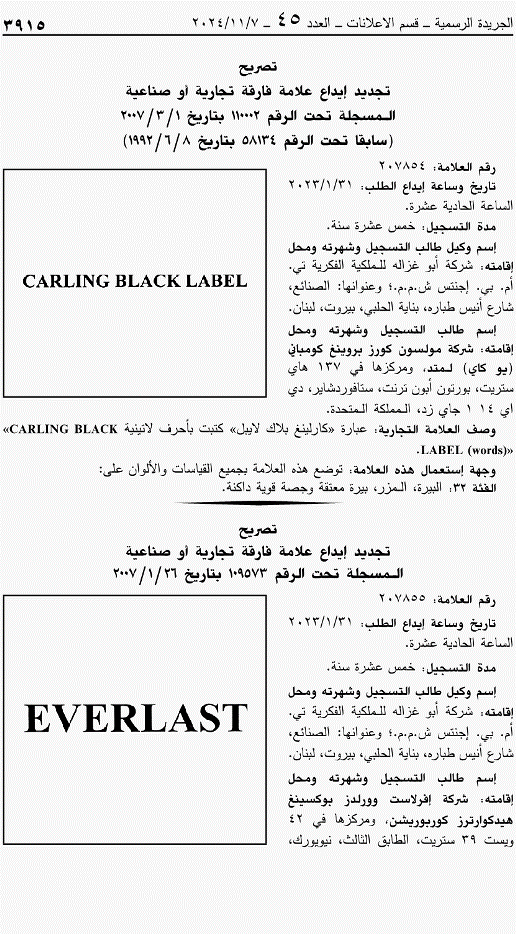 الجريدة الرسمية ــ قسم الاعلانات ــ العدد ٤٥ ــ ٢٠٢٤/١١/٧
٣٩١٥
تصريح
تجديد إيداع علامة فارقة تجارية أو صناعية
المسجلة تحت الرقم ١١٠٠٠٢ بتاريخ ٢٠٠٧/٣/١
(سابقاً تحت الرقم ٥٨١٣٤ بتاريخ ١٩٩٢/٦/٨)
رقم العلامة: ٢٠٧٨٥٤
تاريخ وساعة إيداع الطلب: ٢٠٢٣/١/٣١
الساعة الحادية عشرة.
مدة التسجيل: خمس عشرة سنة.
إسم وكيل طالب التسجيل وشهرته ومحل
إقامته: شركة أبو غزاله للملكية الفكرية تي.
أم. بي. إجنتس ش.م.م.؛ وعنوانها: الصنائع،
شارع أنيس طباره، بناية الحلبي، بيروت، لبنان.
إسم طالب التسجيل وشهرته ومحل
إقامته: شركة مولسون كورز بروينغ كومباني
(يو كاي) لمتد، ومركزها في ١٣٧ هاي
ستريت، بورتون أبون ترنت، ستافوردشاير، دي
اي ١٤ ١ جاي زد، المملكة المتحدة.
CARLING BLACK LABEL
وصف العلامة التجارية: عبارة «كارلينغ بلاك لايبل» كتبت بأحرف لاتينية «CARLING BLACK
LABEL (words)».
وجهة إستعمال هذه العلامة: توضع هذه العلامة بجميع القياسات والألوان على:
الفئة ٣٢: البيرة، المزر، بيرة معتقة وجصة قوية داكنة.
تصريح
تجديد إيداع علامة فارقة تجارية أو صناعية
المسجلة تحت الرقم ١٠٩٥٧٣ بتاريخ ٢٠٠٧/١/٢٦
رقم العلامة: ٢٠٧٨٥٥
تاريخ وساعة إيداع الطلب: ٢٠٢٣/١/٣١
الساعة الحادية عشرة.
مدة التسجيل: خمس عشرة سنة.
إسم وكيل طالب التسجيل وشهرته ومحل
إقامته: شركة أبو غزاله للملكية الفكرية تي.
أم. بي. إجنتس ش.م.م.؛ وعنوانها: الصنائع،
شارع أنيس طباره، بناية الحلبي، بيروت، لبنان.
إسم طالب التسجيل وشهرته ومحل
إقامته: شركة إفرلاست وورلدز بوكسينغ
هيدكوارترز كوربوريشن، ومركزها في ٤٢
ويست ٣٩ ستريت، الطابق الثالث، نيويورك،
EVERLAST